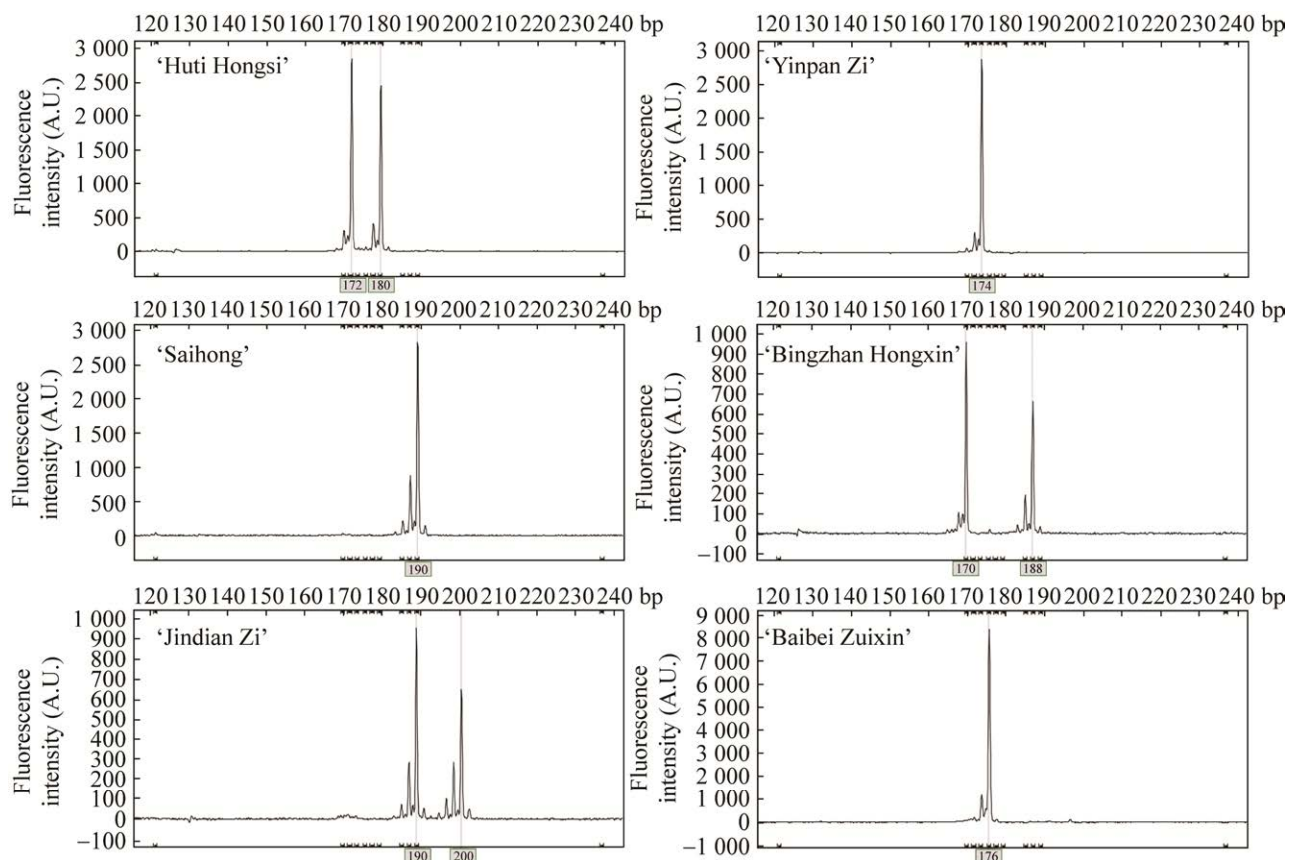 120 130 140 150 160 170 180 190 200 210 220 230 240 bp
3 000
2 500
2 000
1 500
1 000
500
0
Fluorescence
intensity (A.U.)
‘Huti Hongsi’
172 180
120 130 140 150 160 170 180 190 200 210 220 230 240 bp
3 000
2 500
2 000
1 500
1 000
500
0
Fluorescence
intensity (A.U.)
‘Yinpan Zi’
174
120 130 140 150 160 170 180 190 200 210 220 230 240 bp
3 000
2 500
2 000
1 500
1 000
500
0
Fluorescence
intensity (A.U.)
‘Saihong’
190
120 130 140 150 160 170 180 190 200 210 220 230 240 bp
1 000
900
800
700
600
500
400
300
200
100
0
−100
Fluorescence
intensity (A.U.)
‘Bingzhan Hongxin’
170 188
120 130 140 150 160 170 180 190 200 210 220 230 240 bp
1 000
900
800
700
600
500
400
300
200
100
0
−100
Fluorescence
intensity (A.U.)
‘Jindian Zi’
190 200
120 130 140 150 160 170 180 190 200 210 220 230 240 bp
9 000
8 000
7 000
6 000
5 000
4 000
3 000
2 000
1 000
0
−1 000
Fluorescence
intensity (A.U.)
‘Baibei Zuixin’
176